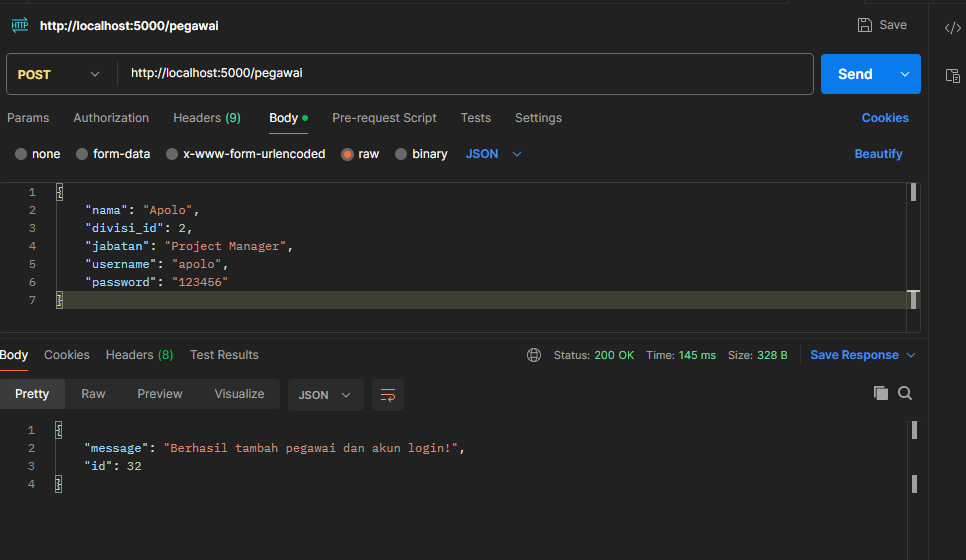 HTTP http://localhost:5000/pegawai Save
POST http://localhost:5000/pegawai Send
Params Authorization Headers (9) Body Pre-request Script Tests Settings Cookies
none form-data x-www-form-urlencoded raw binary JSON Beautify
1 {
2 "nama": "Apolo",
3 "divisi_id": 2,
4 "jabatan": "Project Manager",
5 "username": "apolo",
6 "password": "123456"
7 }
Body Cookies Headers (8) Test Results Status: 200 OK Time: 145 ms Size: 328 B Save Response
Pretty Raw Preview Visualize JSON
1 {
2 "message": "Berhasil tambah pegawai dan akun login!",
3 "id": 32
4 }